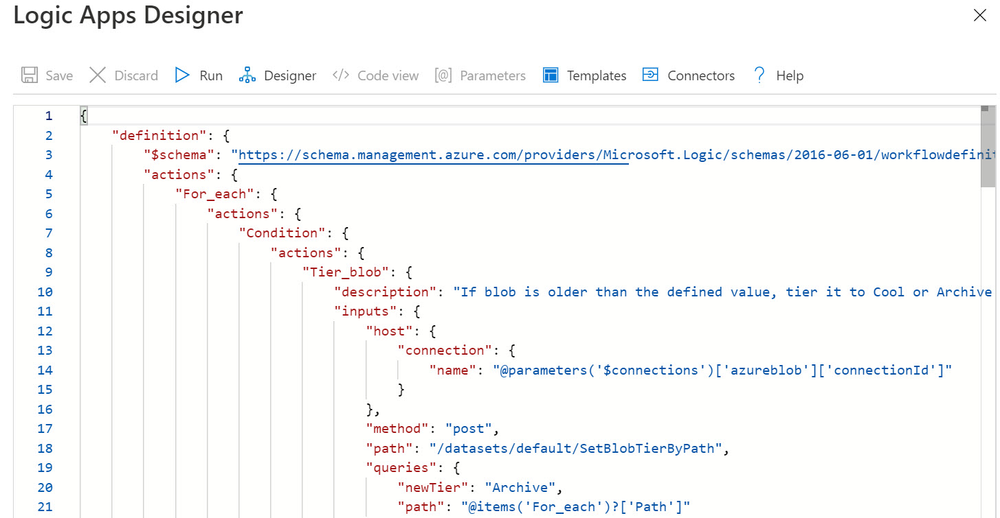 Logic Apps Designer
Save Discard Run Designer </> Code view [@] Parameters Templates Connectors ? Help
1 {
2 "definition": {
3 "$schema": "https://schema.management.azure.com/providers/Microsoft.Logic/schemas/2016-06-01/workflowdefinit
4 "actions": {
5 "For_each": {
6 "actions": {
7 "Condition": {
8 "actions": {
9 "Tier_blob": {
10 "description": "If blob is older than the defined value, tier it to Cool or Archive
11 "inputs": {
12 "host": {
13 "connection": {
14 "name": "@parameters('$connections')['azureblob']['connectionId']"
15 }
16 },
17 "method": "post",
18 "path": "/datasets/default/SetBlobTierByPath",
19 "queries": {
20 "newTier": "Archive",
21 "path": "@items('For_each')?['Path']"